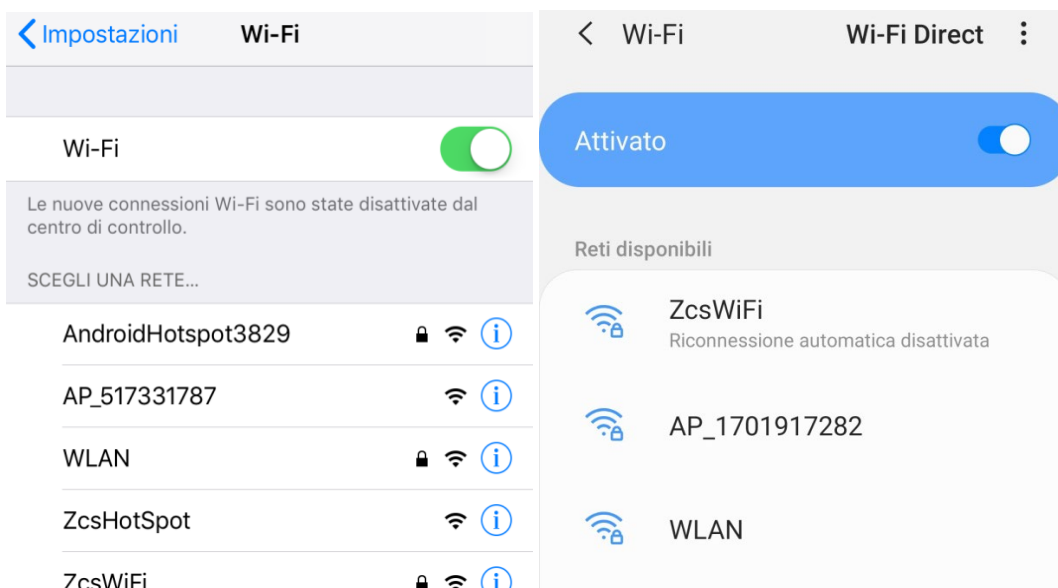 Impostazioni
Wi-Fi
Wi-Fi
Le nuove connessioni Wi-Fi sono state disattivate dal
centro di controllo.
SCEGLI UNA RETE...
AndroidHotspot3829
AP_517331787
WLAN
ZcsHotSpot
ZcsWiFi
Wi-Fi
Wi-Fi Direct
Attivato
Reti disponibili
ZcsWiFi
Riconnessione automatica disattivata
AP_1701917282
WLAN